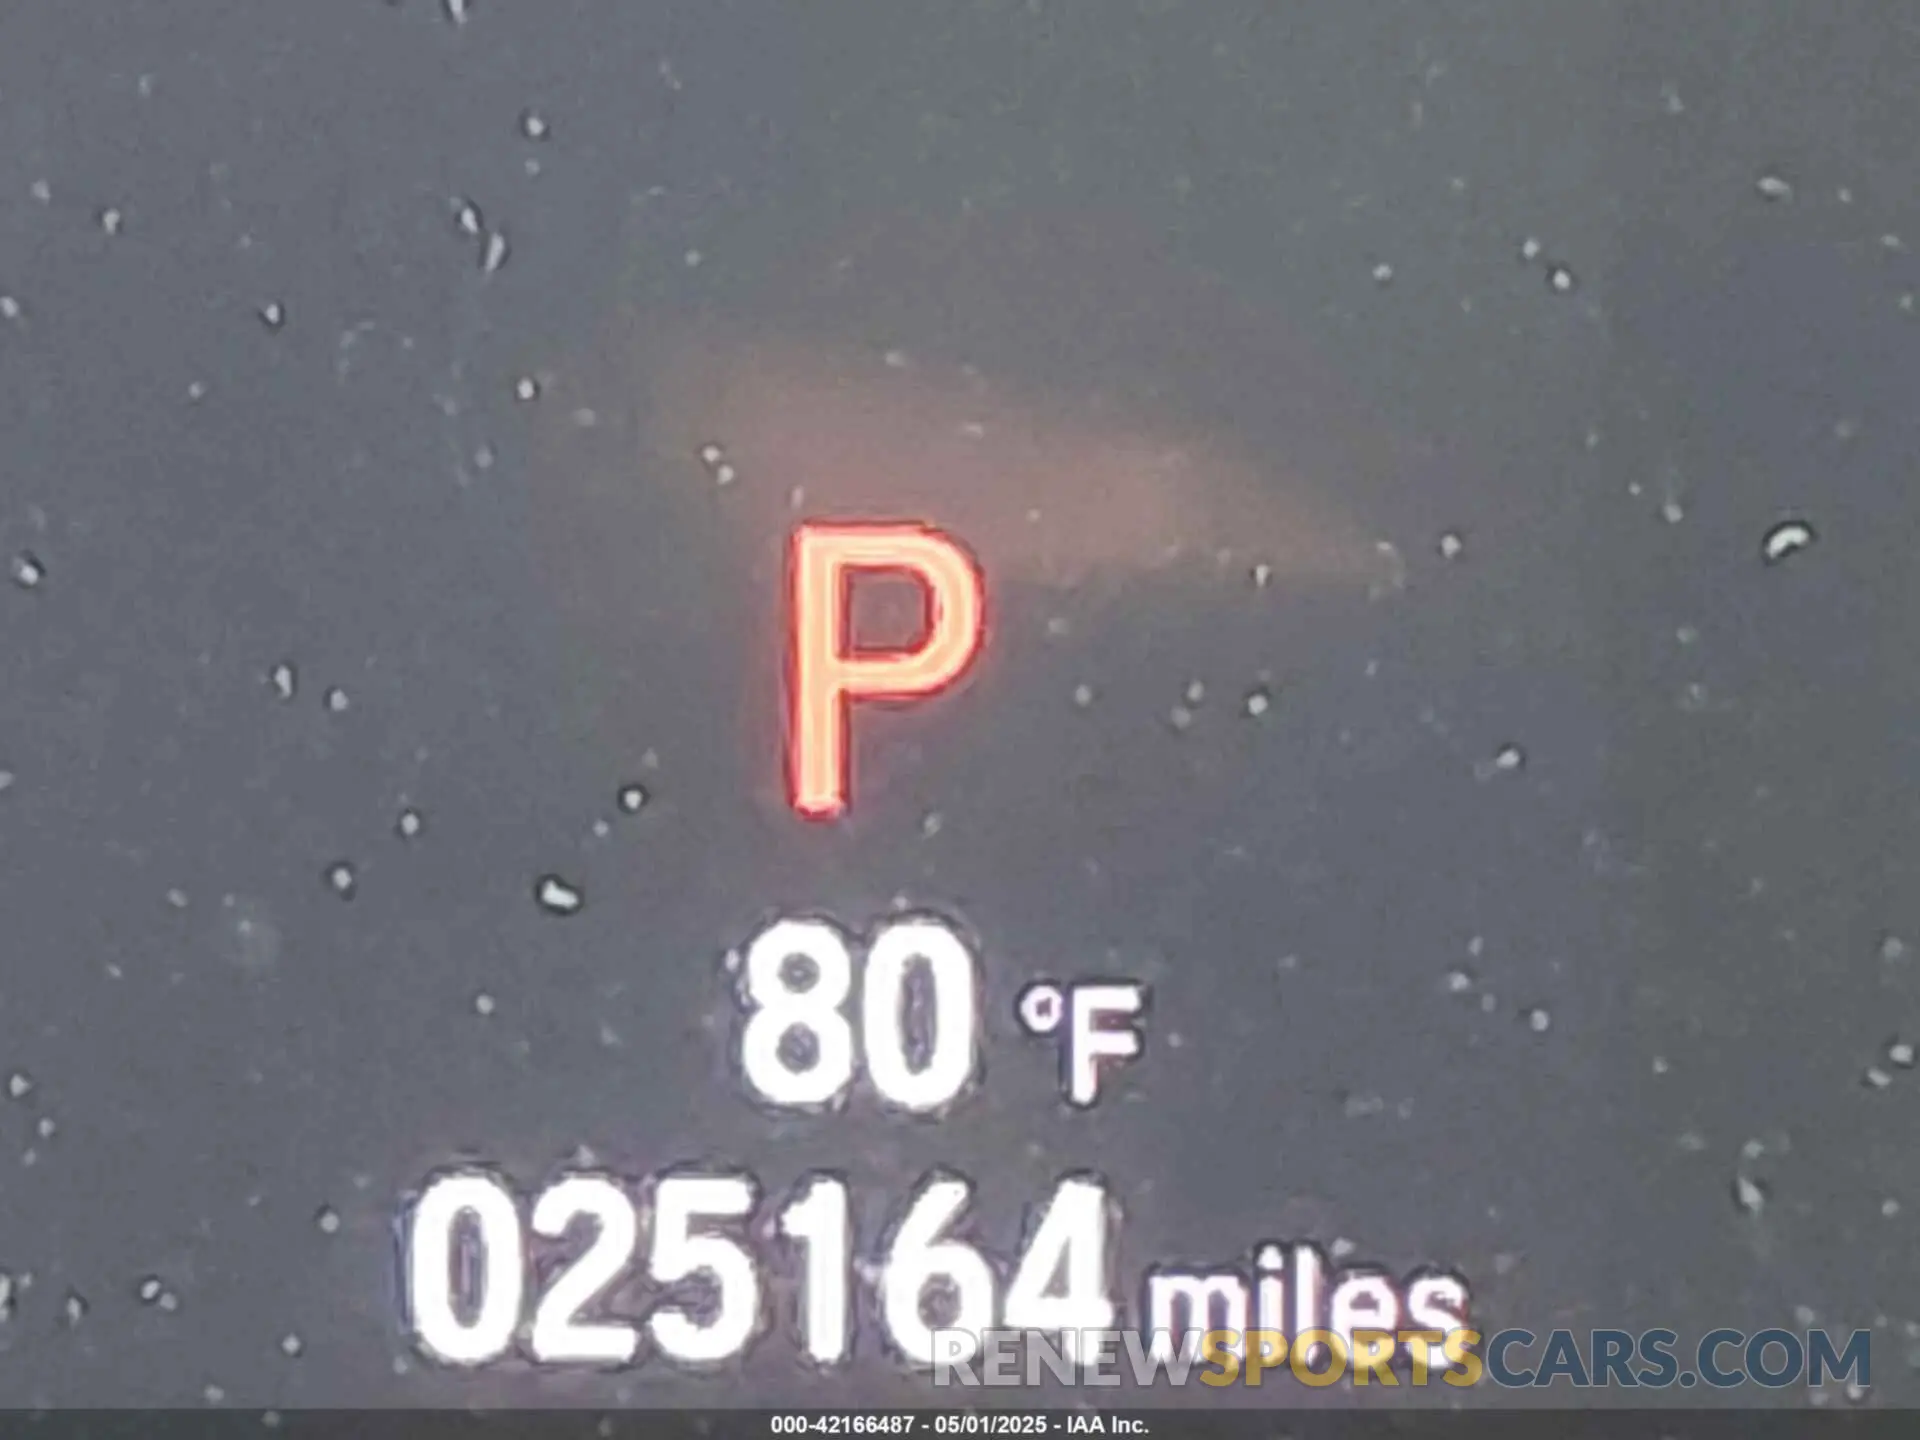 P
80 °F
025164 miles
RENEWSPORTSCARS.COM
000-42166487 - 05/01/2025 - IAA Inc.